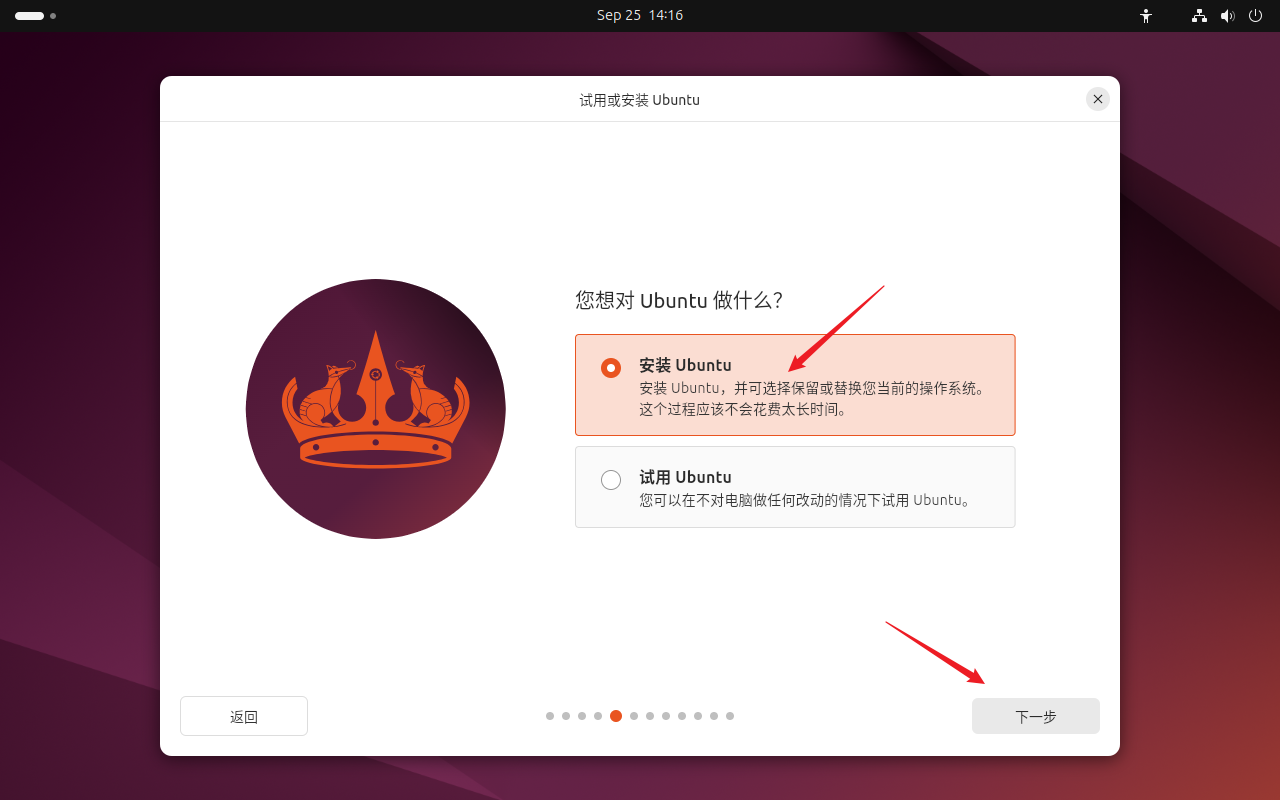 Sep 25 14:16
试用或安装 Ubuntu
您想对 Ubuntu 做什么？
安装 Ubuntu
安装 Ubuntu，并可选择保留或替换您当前的操作系统。
这个过程应该不会花费太长时间。
试用 Ubuntu
您可以在不对电脑做任何改动的情况下试用 Ubuntu。
返回
下一步